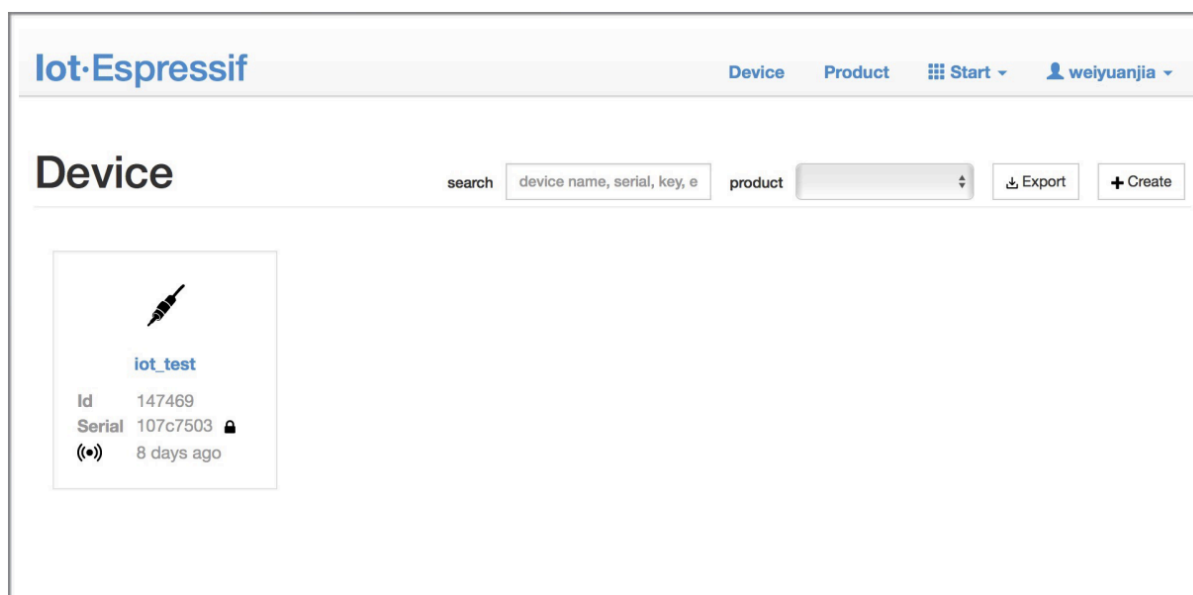 Iot·Espressif
Device Product Start weiyuanjia
Device
search device name, serial, key, e product Export Create
iot_test
Id 147469
Serial 107c7503
8 days ago